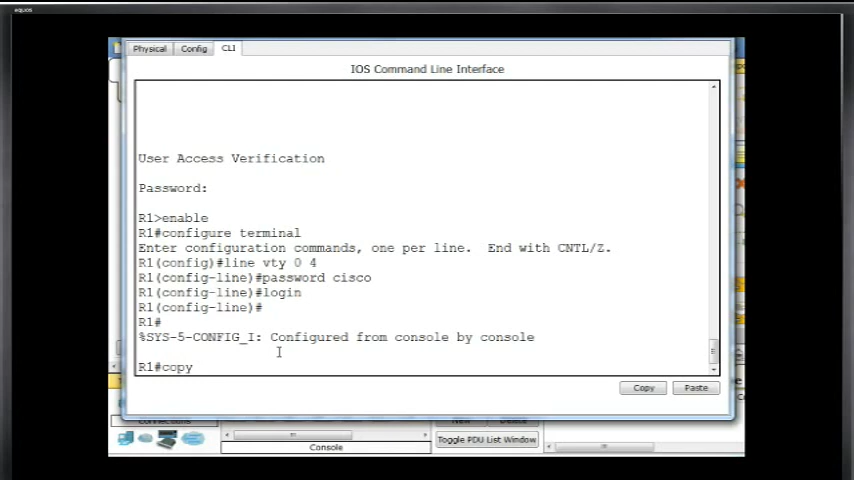 equos
Physical Config CLI
IOS Command Line Interface
User Access Verification
Password:
R1>enable
R1#configure terminal
Enter configuration commands, one per line.  End with CNTL/Z.
R1(config)#line vty 0 4
R1(config-line)#password cisco
R1(config-line)#login
R1(config-line)#
R1#
%SYS-5-CONFIG_I: Configured from console by console
R1#copy
Copy Paste
Connections
Toggle PDU List Window
Console